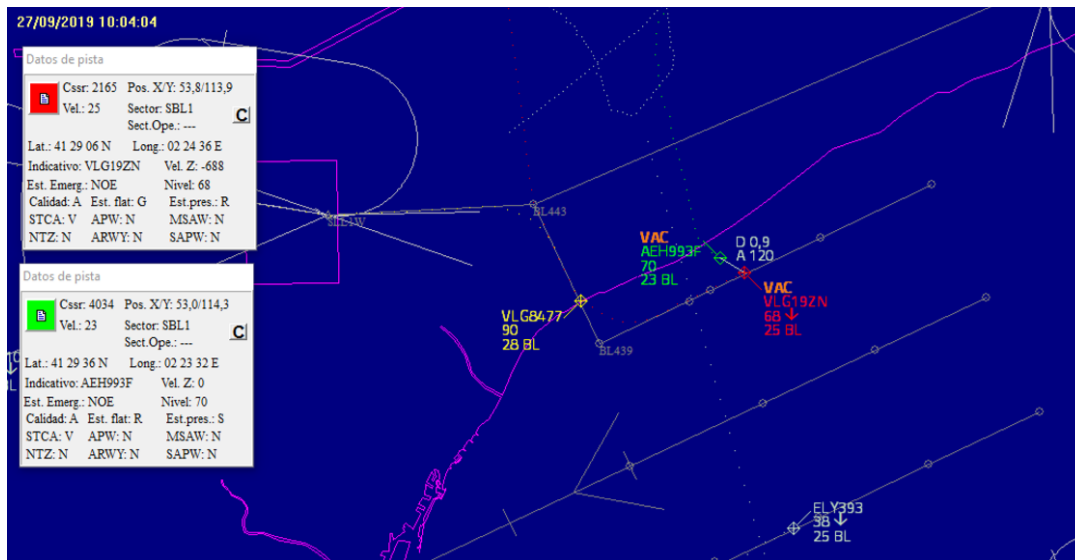 27/09/2019 10:04:04
Datos de pista
Cssr: 2165 Pos. X/Y: 53,8/113,9
Vel.: 25 Sector: SBL1
C
Sect.Ope.: ---
Lat.: 41 29 06 N Long.: 02 24 36 E
Indicativo: VLG19ZN Vel. Z: -688
Est. Emerg.: NOE Nivel: 68
Calidad: A Est. flat: G Est.pres.: R
STCA: V APW: N MSAW: N
NTZ: N ARWY: N SAPW: N
Datos de pista
Cssr: 4034 Pos. X/Y: 53,0/114,3
Vel.: 23 Sector: SBL1
C
Sect.Ope.: ---
Lat.: 41 29 36 N Long.: 02 23 32 E
Indicativo: AEH993F Vel. Z: 0
Est. Emerg.: NOE Nivel: 70
Calidad: A Est. flat: R Est.pres.: S
STCA: V APW: N MSAW: N
NTZ: N ARWY: N SAPW: N
SLL1W
BL443
VAC
AEH993F
70
23 BL
D 0,9
A 120
VAC
VLG19ZN
68 ↓
25 BL
VLG8477
90
28 BL
BL439
ELY393
38 ↓
25 BL